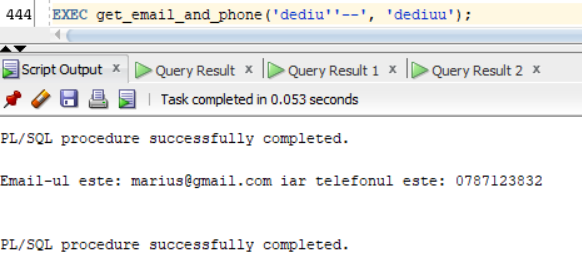 444 EXEC get_email_and_phone('dediu''--', 'dediuu');
Script Output x Query Result x Query Result 1 x Query Result 2 x
Task completed in 0.053 seconds
PL/SQL procedure successfully completed.
Email-ul este: marius@gmail.com iar telefonul este: 0787123832
PL/SQL procedure successfully completed.